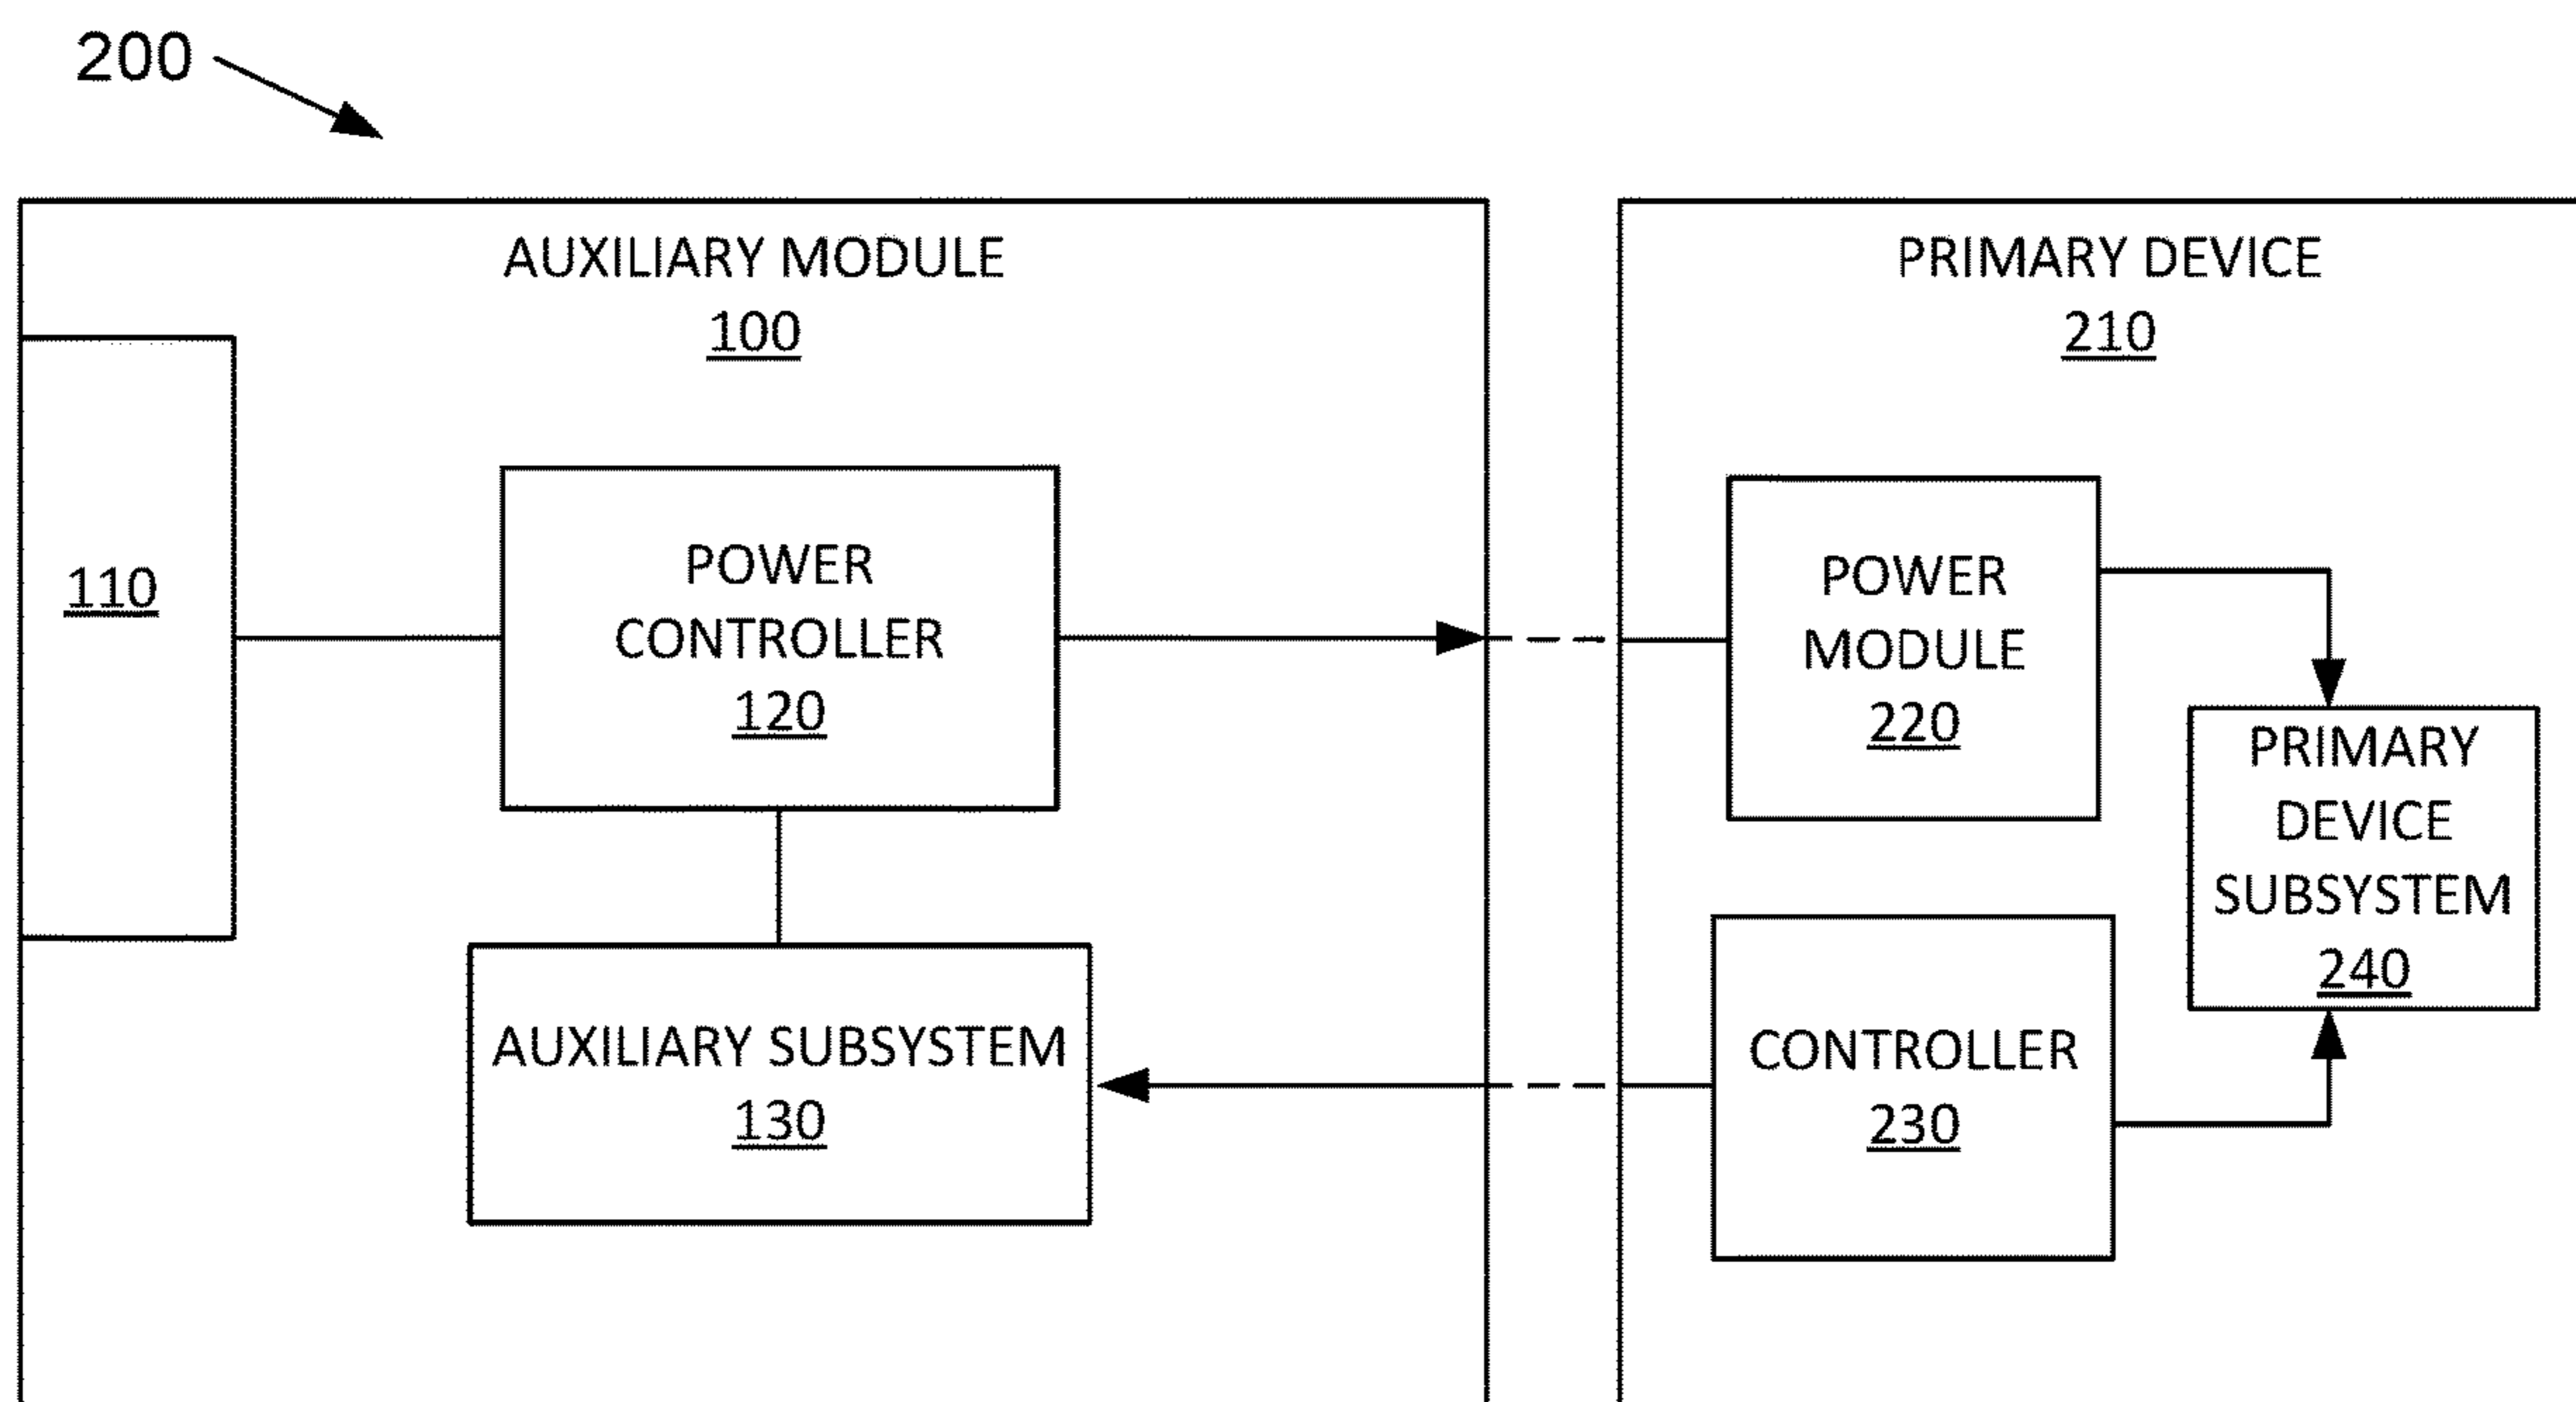 200
AUXILIARY MODULE
100
PRIMARY DEVICE
210
110
POWER
CONTROLLER
120
AUXILIARY SUBSYSTEM
130
POWER
MODULE
220
CONTROLLER
230
PRIMARY
DEVICE
SUBSYSTEM
240